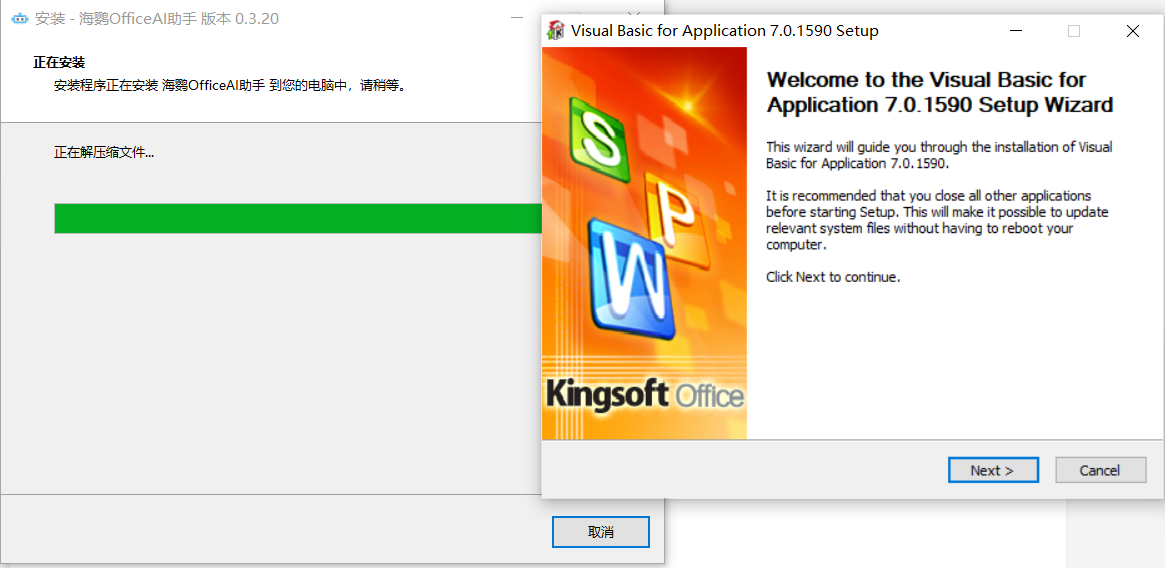 安装 - 海鹦OfficeAI助手 版本 0.3.20
正在安装
安装程序正在安装 海鹦OfficeAI助手 到您的电脑中，请稍等。
正在解压缩文件...
取消
Visual Basic for Application 7.0.1590 Setup
S
P
W
Kingsoft Office
Welcome to the Visual Basic for
Application 7.0.1590 Setup Wizard
This wizard will guide you through the installation of Visual
Basic for Application 7.0.1590.
It is recommended that you close all other applications
before starting Setup. This will make it possible to update
relevant system files without having to reboot your
computer.
Click Next to continue.
Next >
Cancel